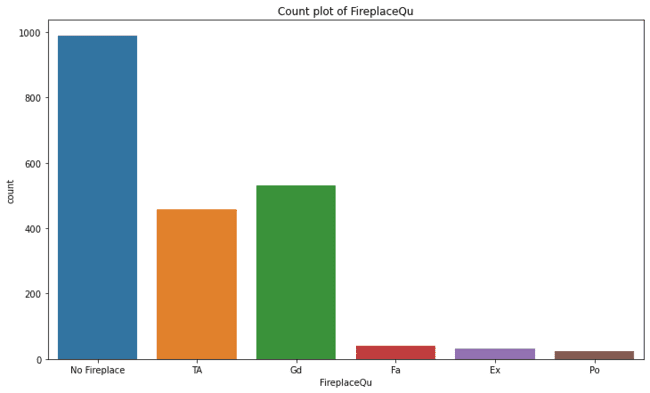 Count plot of FireplaceQu
1000
800
600
400
200
0
count
No Fireplace TA Gd Fa Ex Po
FireplaceQu